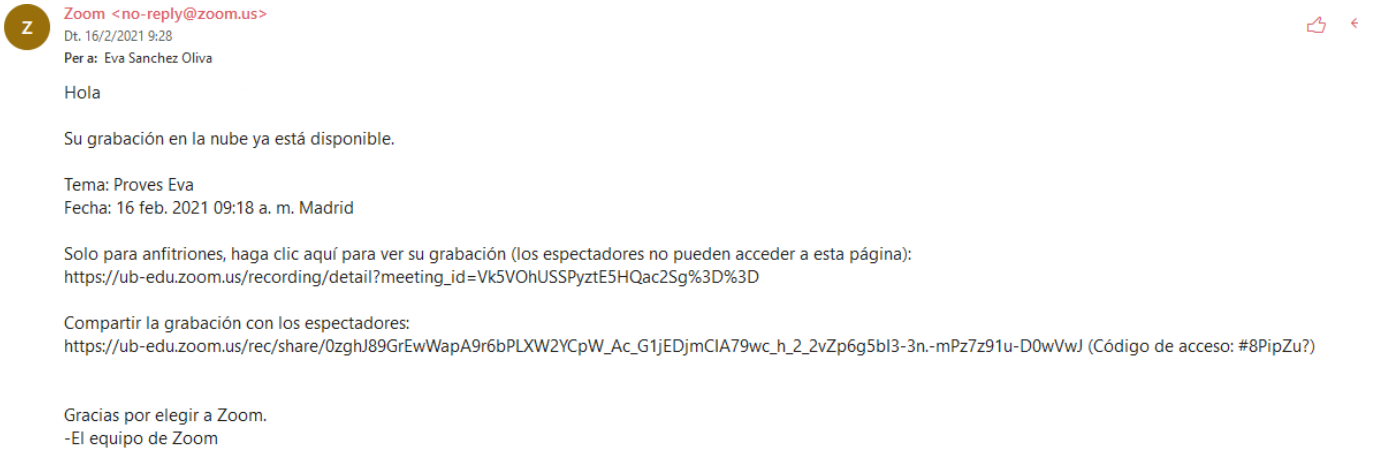 Z
Zoom <no-reply@zoom.us>
Dt. 16/2/2021 9:28
Per a: Eva Sanchez Oliva
Hola
Su grabación en la nube ya está disponible.
Tema: Proves Eva
Fecha: 16 feb. 2021 09:18 a. m. Madrid
Solo para anfitriones, haga clic aquí para ver su grabación (los espectadores no pueden acceder a esta página):
https://ub-edu.zoom.us/recording/detail?meeting_id=Vk5VOhUSSPyztE5HQac2Sg%3D%3D
Compartir la grabación con los espectadores:
https://ub-edu.zoom.us/rec/share/0zghJ89GrEwWapA9r6bPLXW2YCpW_Ac_G1jEDjmCIA79wc_h_2_2vZp6g5bI3-3n.-mPz7z91u-D0wVwJ (Código de acceso: #8PipZu?)
Gracias por elegir a Zoom.
-El equipo de Zoom